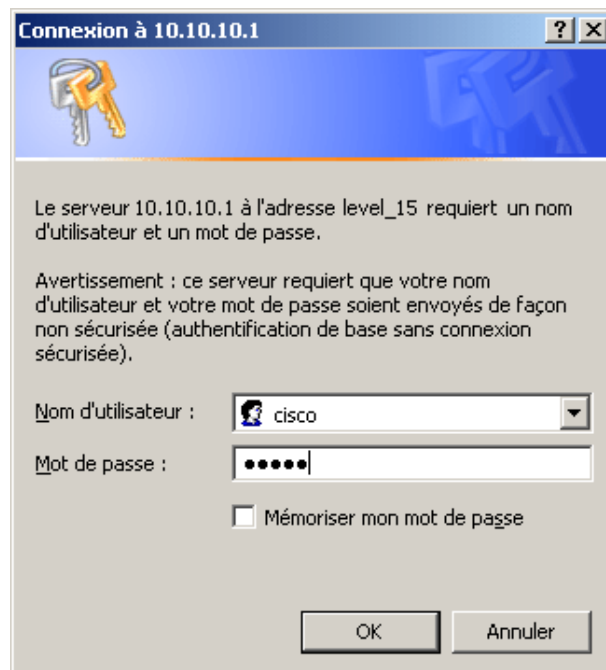 Connexion à 10.10.10.1
Le serveur 10.10.10.1 à l'adresse level_15 requiert un nom
d'utilisateur et un mot de passe.
Avertissement : ce serveur requiert que votre nom
d'utilisateur et votre mot de passe soient envoyés de façon
non sécurisée (authentification de base sans connexion
sécurisée).
Nom d'utilisateur :
cisco
Mot de passe :
•••••
Mémoriser mon mot de passe
OK
Annuler